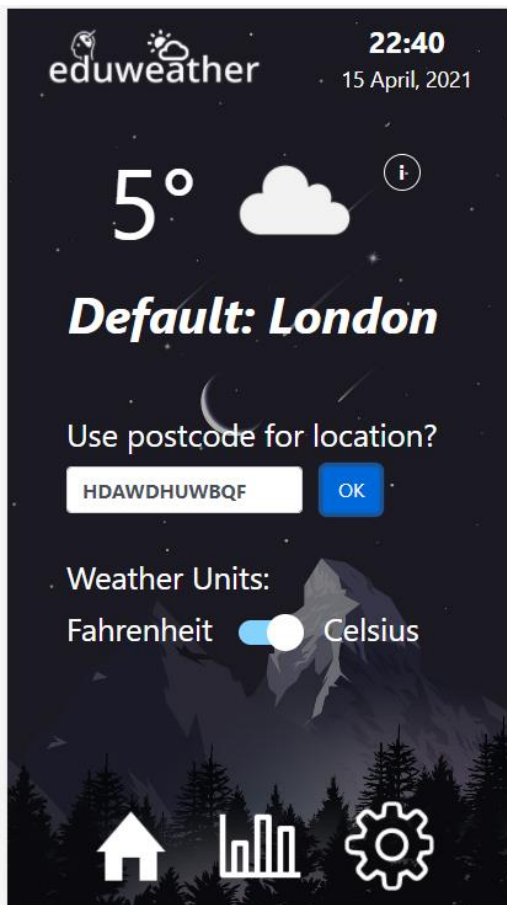 eduweather
22:40
15 April, 2021
5°
i
Default: London
Use postcode for location?
HDAWDHUWBQF
OK
Weather Units:
Fahrenheit Celsius